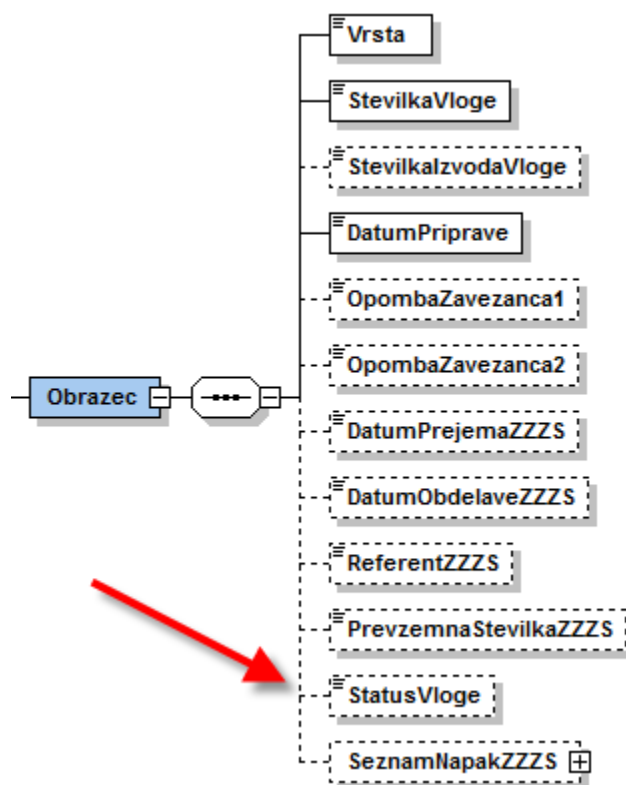 Vrsta
StevilkaVloge
StevilkaIzvodaVloge
DatumPriprave
OpombaZavezanca1
OpombaZavezanca2
Obrazec
DatumPrejemaZZZS
DatumObdelaveZZZS
ReferentZZZS
PrevzemnaStevilkaZZZS
StatusVloge
SeznamNapakZZZS